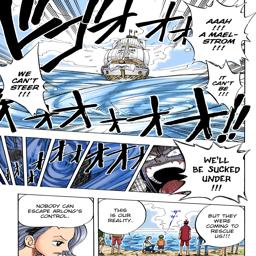 AAAH
!!! A
MAEL-
STROM
!!!
WE
CAN'T
STEER
!!!
IT
CAN'T
BE
!!!
WE'LL
BE SUCKED
UNDER
!!!
BUT THEY
WERE
COMING TO
RESCUE
US!!!
THIS IS
OUR
REALITY.
NOBODY CAN
ESCAPE ARLONG'S
CONTROL.